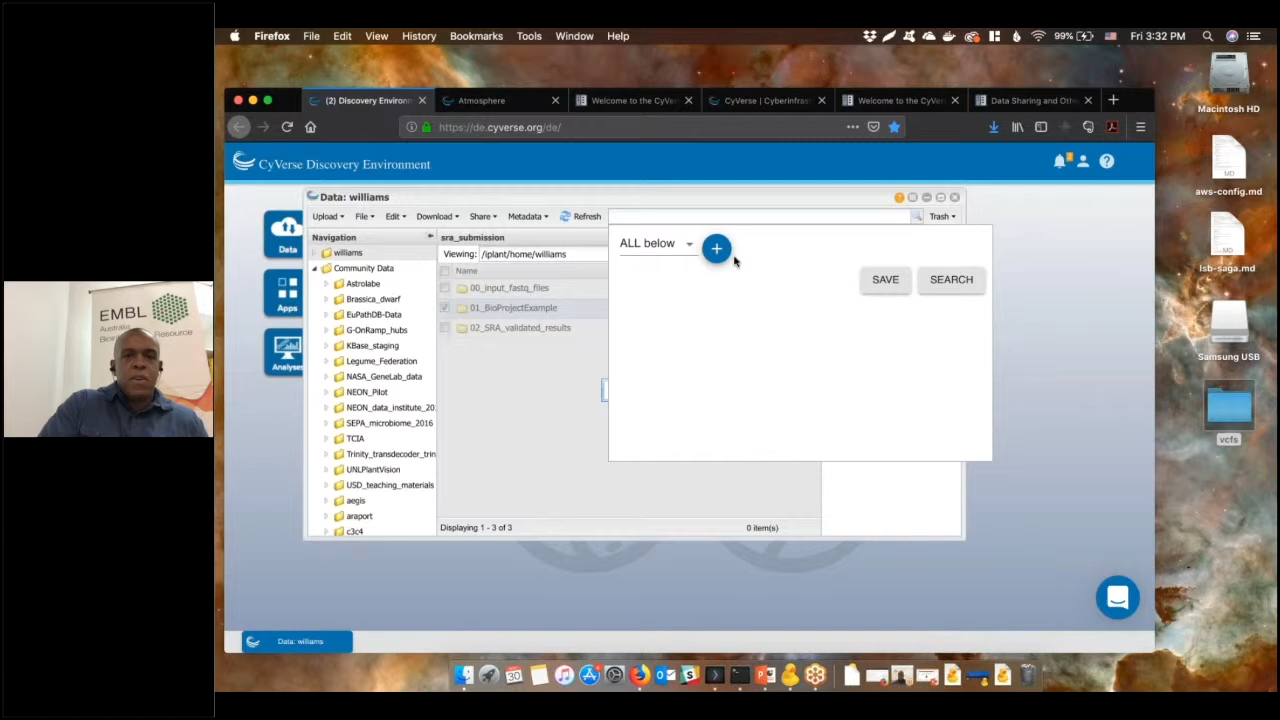 Firefox File Edit View History Bookmarks Tools Window Help
99% Fri 3:32 PM
(2) Discovery Environm
Atmosphere
Welcome to the CyVe
CyVerse | Cyberinfras
Welcome to the CyVer
Data Sharing and Oth
https://de.cyverse.org/de/
CyVerse Discovery Environment
Data: williams
Upload File Edit Download Share Metadata Refresh Trash
Navigation
williams
Community Data
Astrolabe
Brassica_dwarf
EuPathDB-Data
G-OnRamp_hubs
KBase_staging
Legume_Federation
NASA_GeneLab_data
NEON_Pilot
NEON_data_institute_20
SEPA_microbiome_2016
TCIA
Trinity_transdecoder_trin
UNLPlantVision
USD_teaching_materials
aegis
araport
c3c4
sra_submission
Viewing: /iplant/home/williams
Name
00_input_fastq_files
01_BioProjectExample
02_SRA_validated_results
Displaying 1 - 3 of 3
0 item(s)
ALL below
SAVE
SEARCH
Data
Apps
Analyses
Data: williams
Macintosh HD
MD
aws-config.md
MD
lsb-saga.md
Samsung USB
vcfs
EMBL
Australia